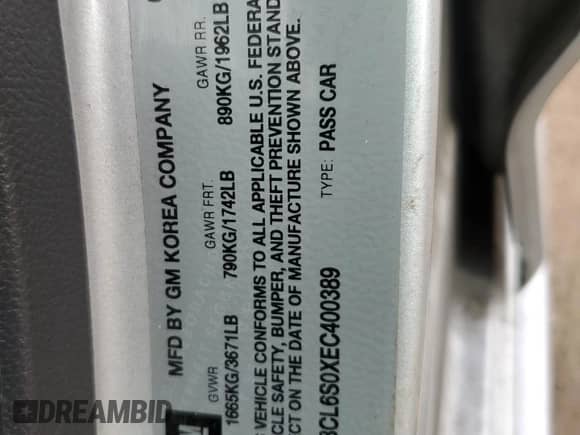 MFD BY GM KOREA COMPANY
GVWR GAWR FRT. GAWR RR.
1665KG/3671LB 790KG/1742LB 890KG/1962LB
VEHICLE CONFORMS TO ALL APPLICABLE U.S. FEDERA
CLE SAFETY, BUMPER, AND THEFT PREVENTION STAND
ECT ON THE DATE OF MANUFACTURE SHOWN ABOVE.
CL6S0XEC400389 TYPE: PASS CAR
DREAMBID